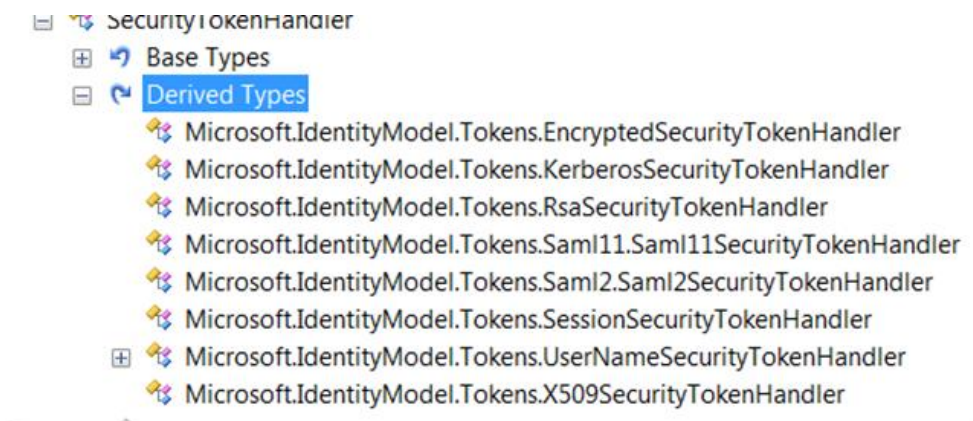 SecurityTokenHandler
Base Types
Derived Types
Microsoft.IdentityModel.Tokens.EncryptedSecurityTokenHandler
Microsoft.IdentityModel.Tokens.KerberosSecurityTokenHandler
Microsoft.IdentityModel.Tokens.RsaSecurityTokenHandler
Microsoft.IdentityModel.Tokens.Saml11.Saml11SecurityTokenHandler
Microsoft.IdentityModel.Tokens.Saml2.Saml2SecurityTokenHandler
Microsoft.IdentityModel.Tokens.SessionSecurityTokenHandler
Microsoft.IdentityModel.Tokens.UserNameSecurityTokenHandler
Microsoft.IdentityModel.Tokens.X509SecurityTokenHandler